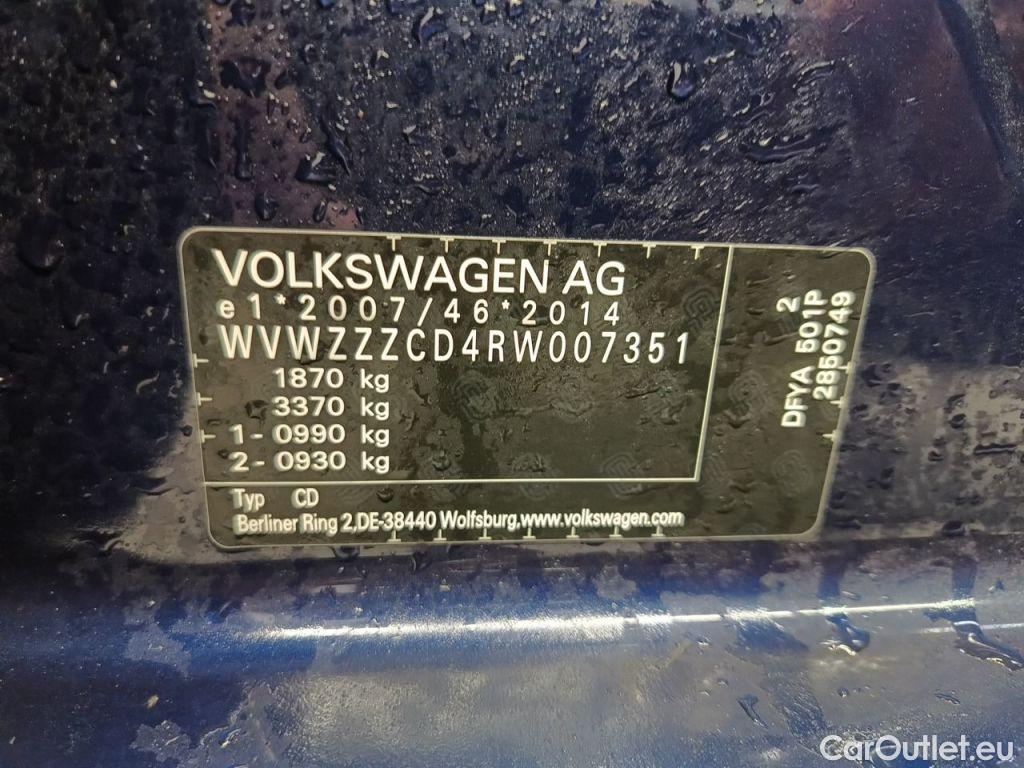 VOLKSWAGEN AG
e1*2007/46*2014
WVWZZZCD4RW007351
1870 kg
3370 kg
1- 0990 kg
2- 0930 kg
Typ CD
Berliner Ring 2,DE-38440 Wolfsburg,www.volkswagen.com
2
DFYA 501P
2850749
CarOutlet.eu